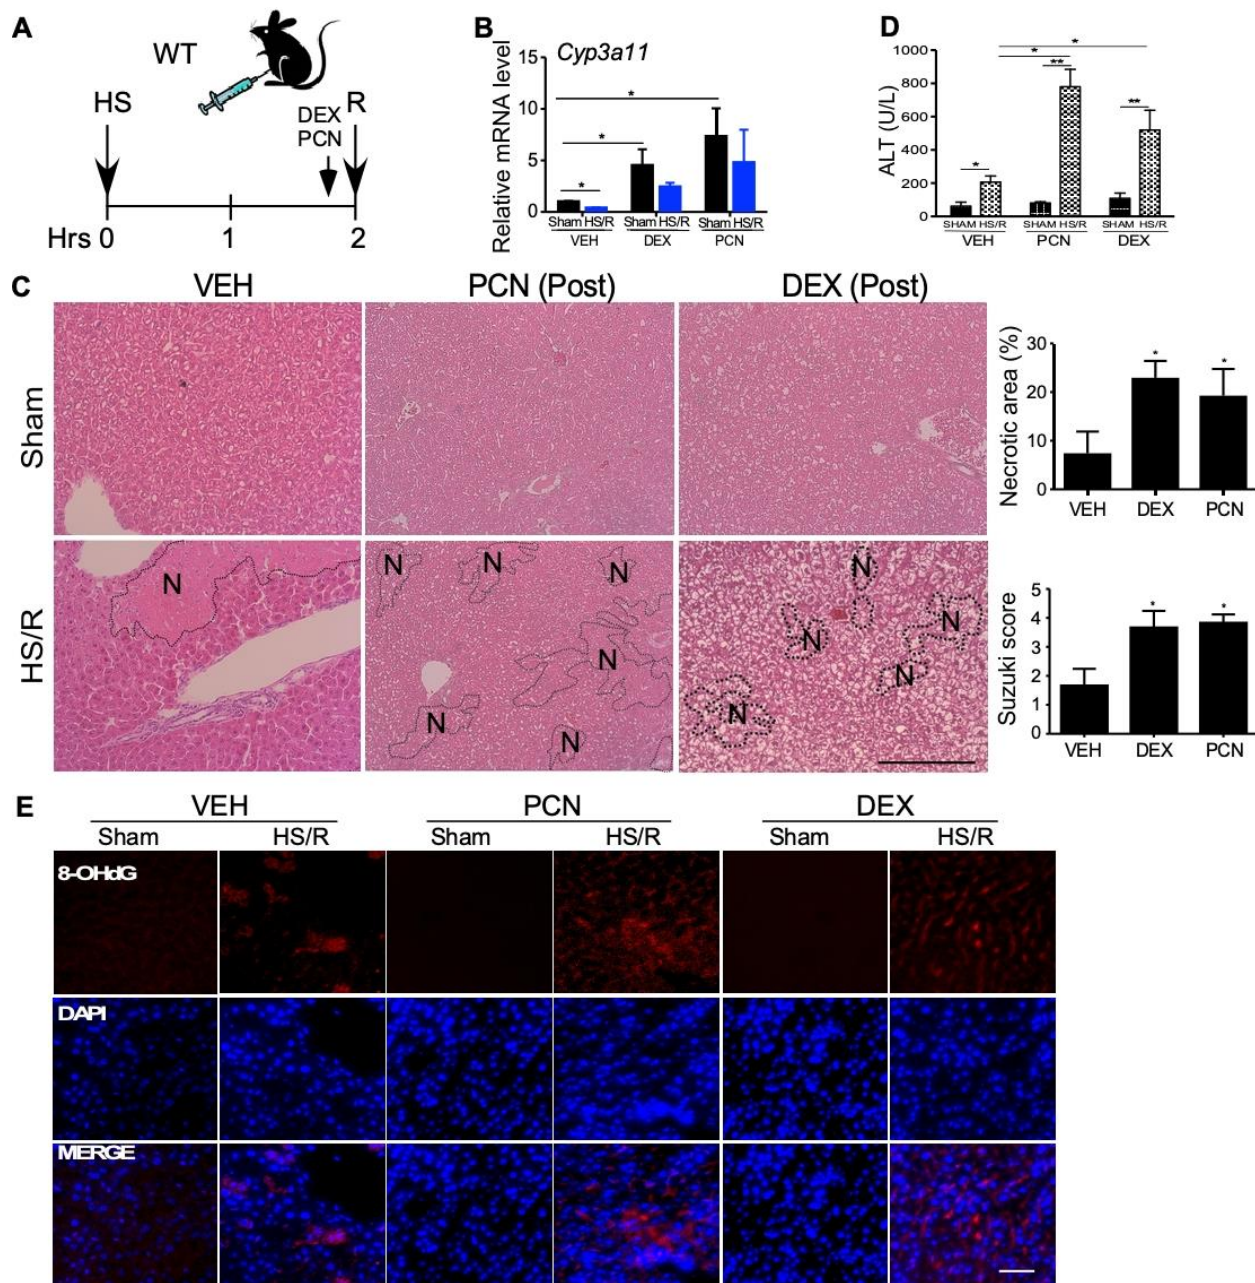 A
WT
HS
DEX
PCN
R
Hrs 0 1 2
B
Cyp3a11
Relative mRNA level
15
10
5
0
Sham HS/R Sham HS/R Sham HS/R
VEH DEX PCN
* * *
D
ALT (U/L)
1000
800
600
400
200
0
SHAM HS/R SHAM HS/R SHAM HS/R
VEH PCN DEX
* ** * * **
C
VEH PCN (Post) DEX (Post)
Sham
HS/R
N
N N N
N
N
N
N
N
N
N
N
Necrotic area (%)
30
20
10
0
* *
VEH DEX PCN
Suzuki score
5
4
3
2
1
0
* *
VEH DEX PCN
E
VEH PCN DEX
Sham HS/R Sham HS/R Sham HS/R
8-OHdG
DAPI
MERGE